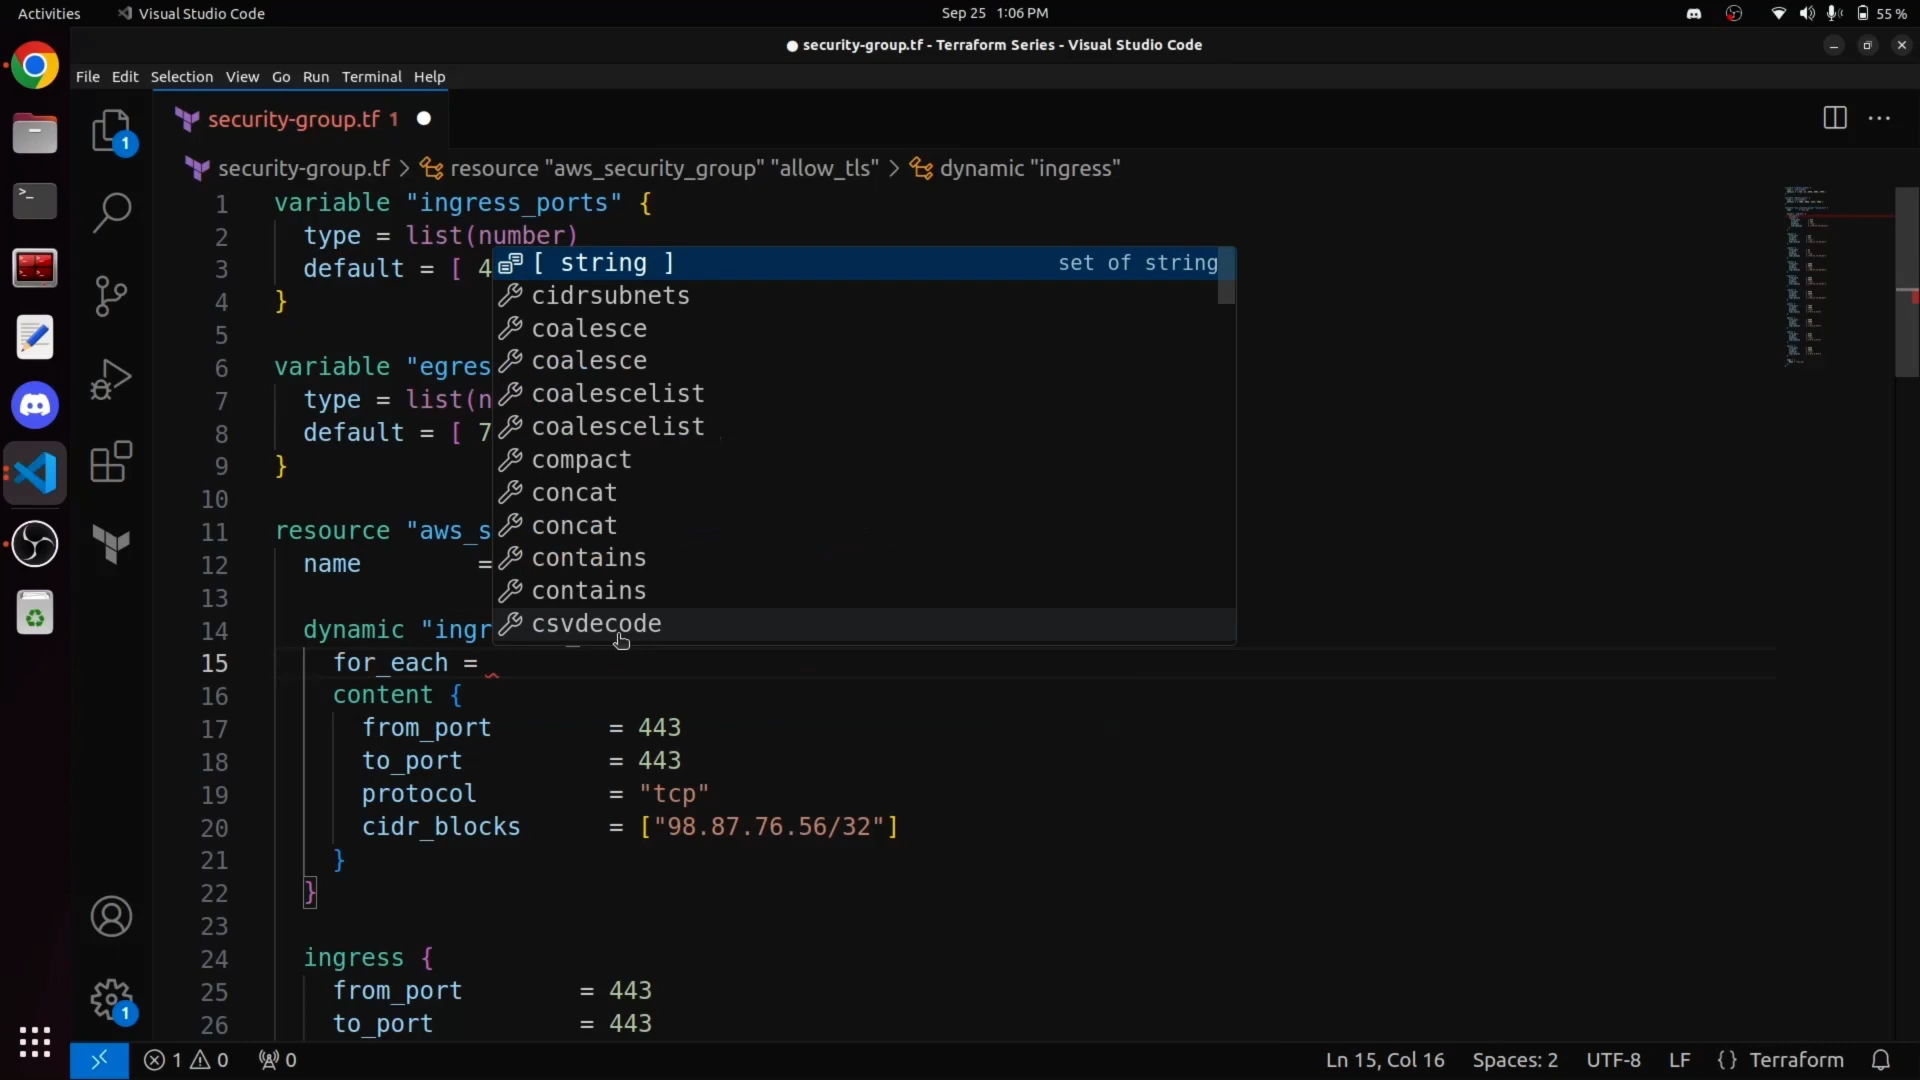 Activities Visual Studio Code Sep 25 1:06 PM 55 %
security-group.tf - Terraform Series - Visual Studio Code
File Edit Selection View Go Run Terminal Help
security-group.tf 1
security-group.tf > resource "aws_security_group" "allow_tls" > dynamic "ingress"
1 variable "ingress_ports" {
2 type = list(number)
3 default = [ 4
[ string ] set of string
cidrsubnets
4 }
coalesce
5
coalesce
6 variable "egres
coalescelist
7 type = list(n
coalescelist
8 default = [ 7
compact
9 }
concat
10
concat
11 resource "aws_s
contains
12 name =
contains
13
csvdecode
14 dynamic "ingr
15 for_each =
16 content {
17 from_port = 443
18 to_port = 443
19 protocol = "tcp"
20 cidr_blocks = ["98.87.76.56/32"]
21 }
22 }
23
24 ingress {
25 from_port = 443
26 to_port = 443
1
1
1 0 0 Ln 15, Col 16 Spaces: 2 UTF-8 LF {} Terraform